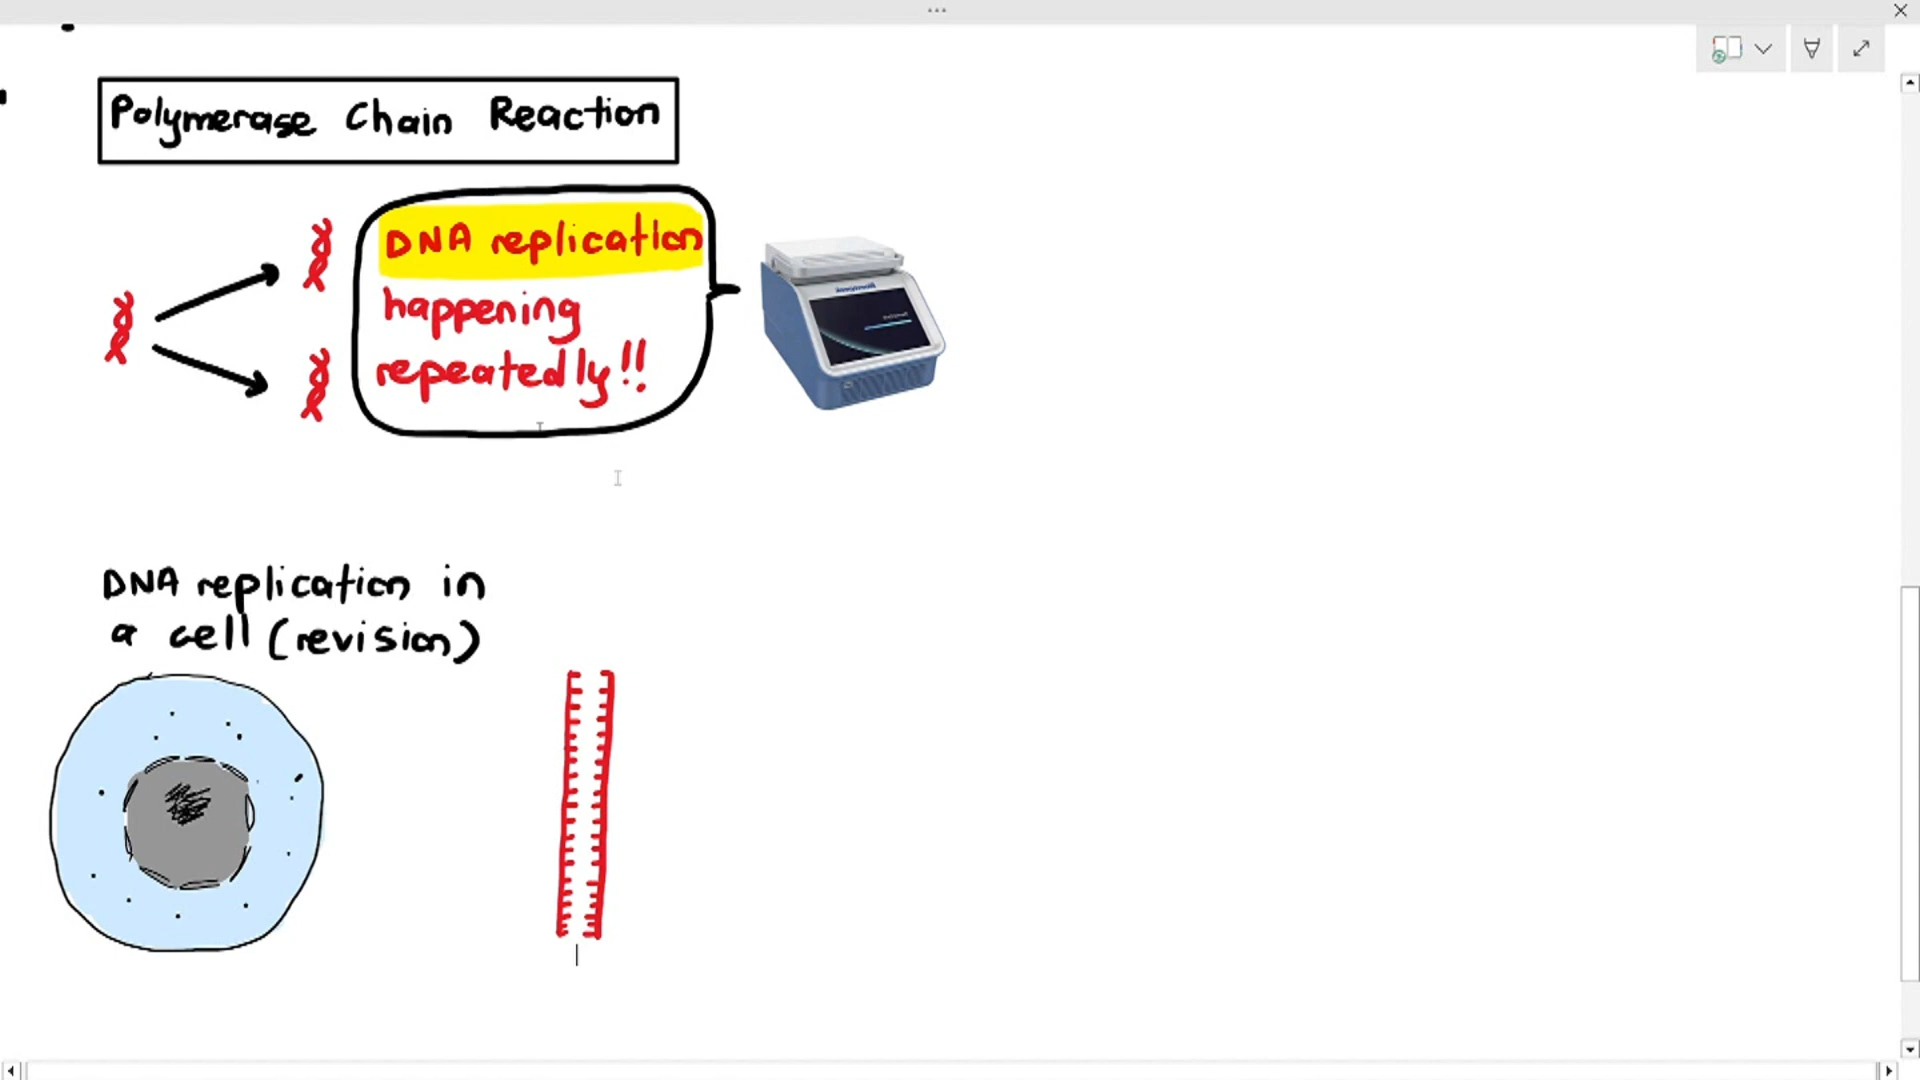 Polymerase Chain Reaction
DNA replication
happening
repeatedly!!
DNA replication in
a cell (revision)